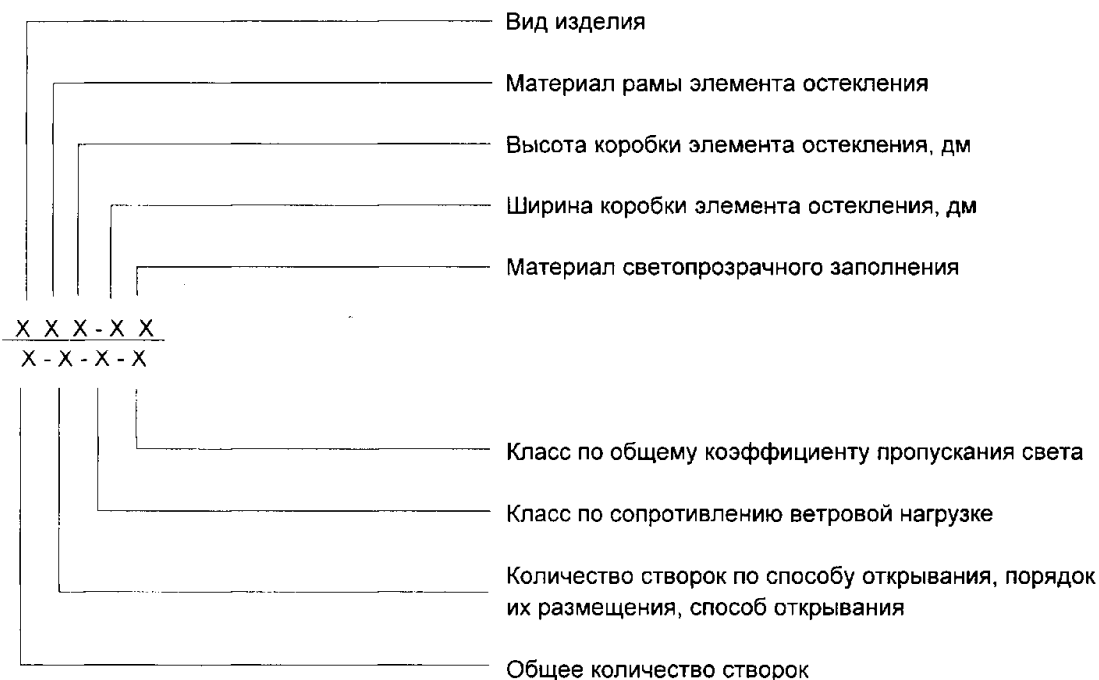 Вид изделия
Материал рамы элемента остекления
Высота коробки элемента остекления, дм
Ширина коробки элемента остекления, дм
Материал светопрозрачного заполнения
Х Х Х - Х Х
Х - Х - Х - Х
Класс по общему коэффициенту пропускания света
Класс по сопротивлению ветровой нагрузке
Количество створок по способу открывания, порядок
их размещения, способ открывания
Общее количество створок